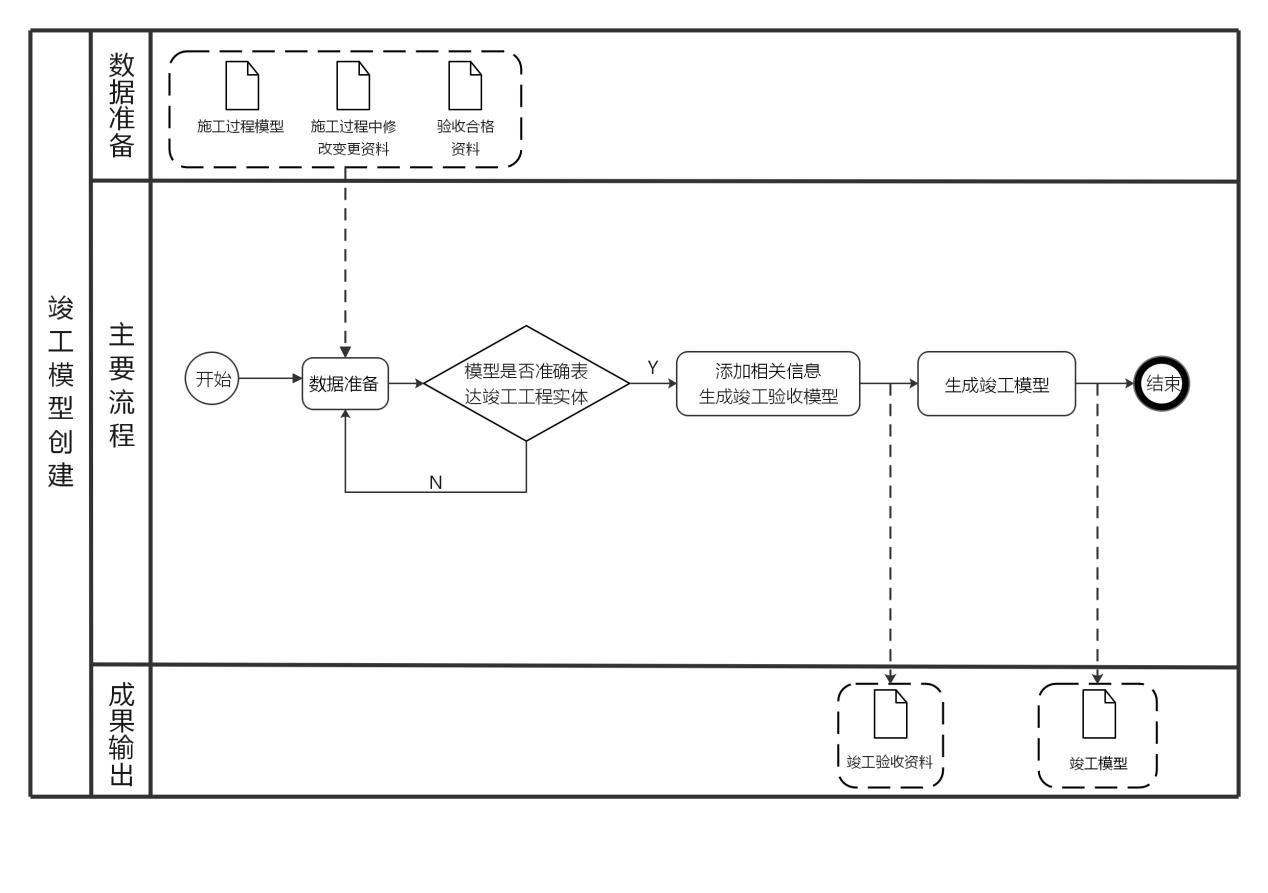 竣工模型创建
数据准备
施工过程模型
施工过程中修
改变更资料
验收合格
资料
主要流程
开始
数据准备
模型是否准确表
达竣工工程实体
Y
N
添加相关信息
生成竣工验收模型
生成竣工模型
结束
成果输出
竣工验收资料
竣工模型